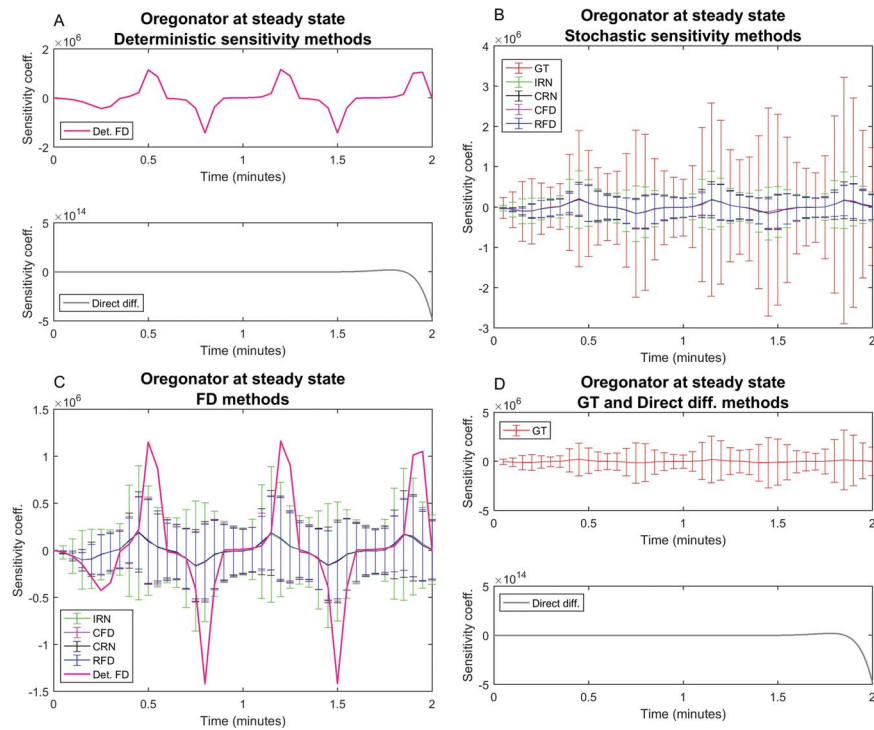 A
Oregonator at steady state
Deterministic sensitivity methods
×10^6
2
0
-2
Sensitivity coeff.
Det. FD
0
0.5
1
1.5
2
Time (minutes)
×10^14
5
0
-5
Sensitivity coeff.
Direct diff.
0
0.5
1
1.5
2
Time (minutes)
B
Oregonator at steady state
Stochastic sensitivity methods
×10^6
4
3
2
1
0
-1
-2
-3
Sensitivity coeff.
GT
IRN
CRN
CFD
RFD
0
0.5
1
1.5
2
Time (minutes)
C
Oregonator at steady state
FD methods
×10^6
1.5
1
0.5
0
-0.5
-1
-1.5
Sensitivity coeff.
IRN
CFD
CRN
RFD
Det. FD
0
0.5
1
1.5
2
Time (minutes)
D
Oregonator at steady state
GT and Direct diff. methods
×10^6
5
0
-5
Sensitivity coeff.
GT
0
0.5
1
1.5
2
Time (minutes)
×10^14
5
0
-5
Sensitivity coeff.
Direct diff.
0
0.5
1
1.5
2
Time (minutes)